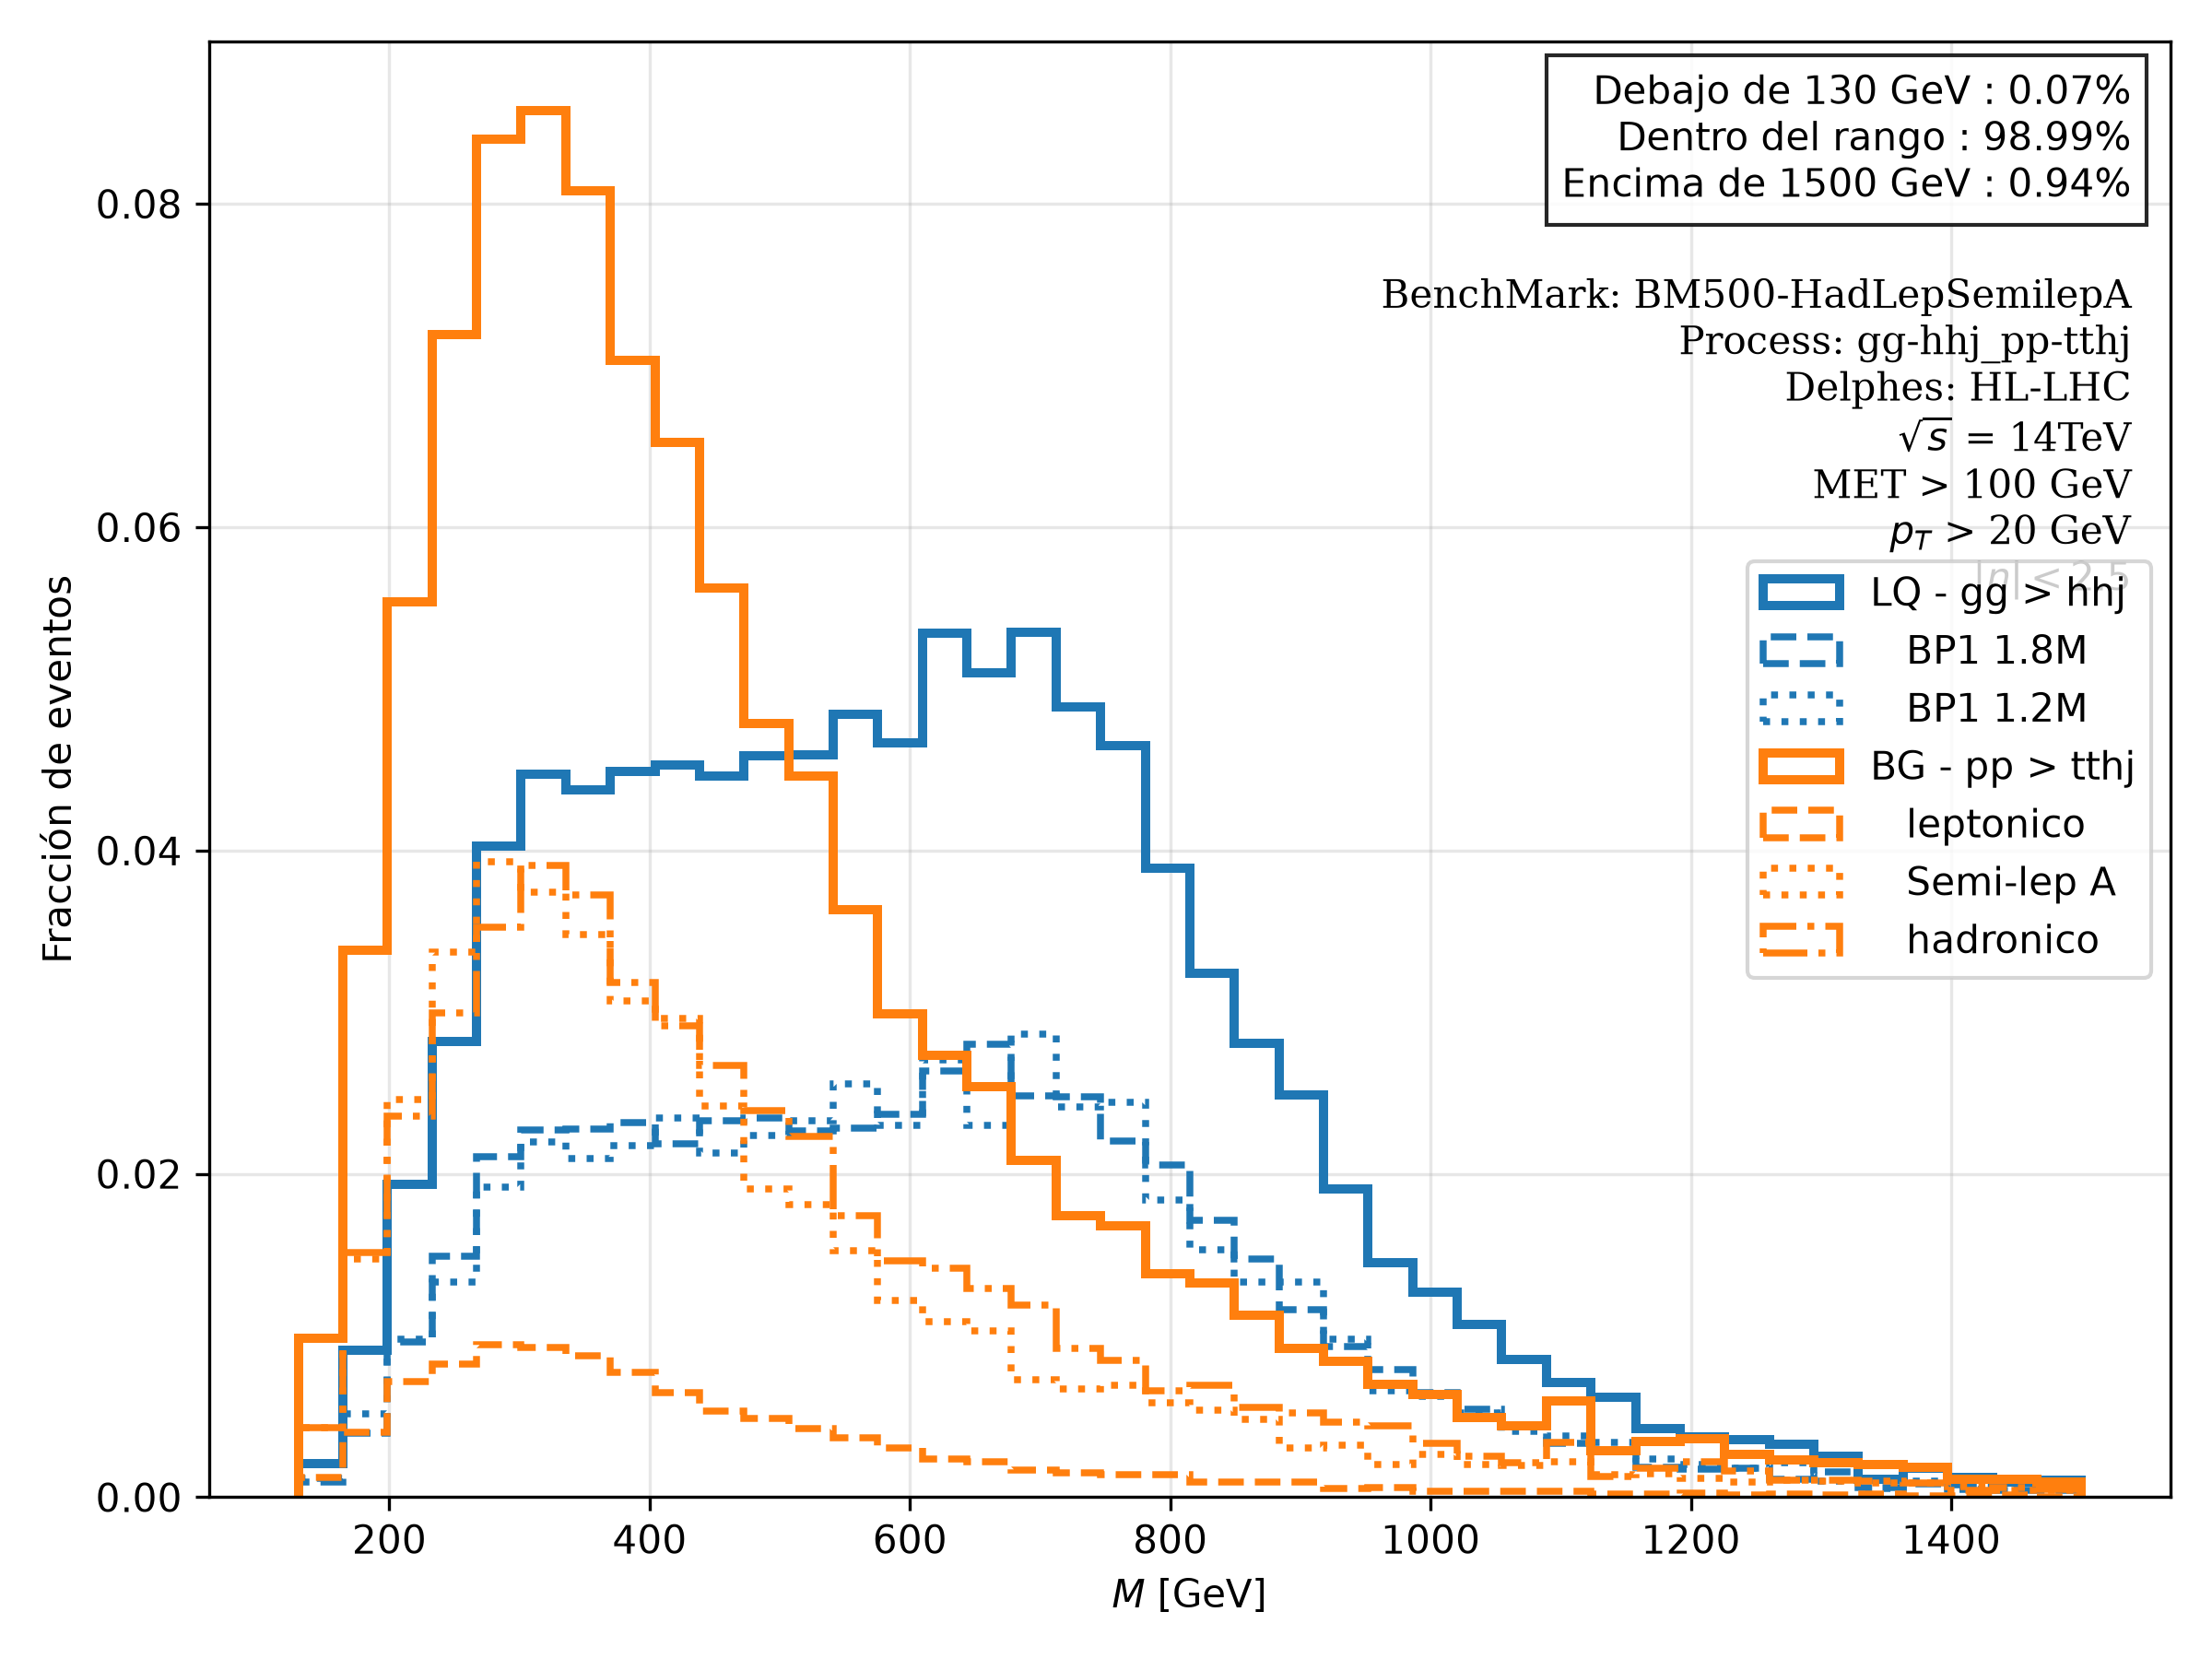 Debajo de 130 GeV : 0.07%
Dentro del rango : 98.99%
Encima de 1500 GeV : 0.94%
BenchMark: BM500-HadLepSemilepA
Process: gg-hhj_pp-tthj
Delphes: HL-LHC
√s = 14TeV
MET > 100 GeV
p_T > 20 GeV
|η| < 2.5
LQ - gg > hhj
BP1 1.8M
BP1 1.2M
BG - pp > tthj
leptonico
Semi-lep A
hadronico
Fracción de eventos
0.08
0.06
0.04
0.02
0.00
200 400 600 800 1000 1200 1400
M [GeV]